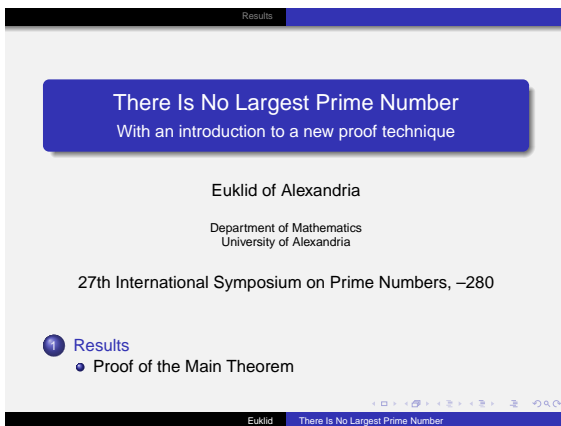 Results
There Is No Largest Prime Number
With an introduction to a new proof technique
Euklid of Alexandria
Department of Mathematics
University of Alexandria
27th International Symposium on Prime Numbers, –280
1 Results
Proof of the Main Theorem
Euklid There Is No Largest Prime Number